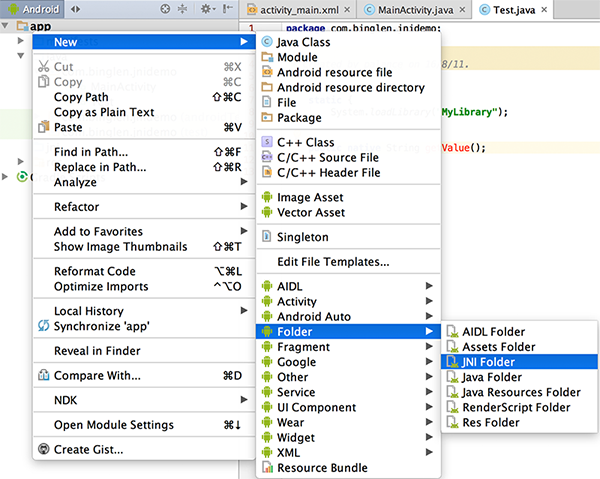 Android
activity_main.xml × MainActivity.java × Test.java ×
app
1 package com.binglen.jnidemo;
8/11.
MyLibrary");
Value();
New
Cut ⌘X
Copy ⌘C
Copy Path ⇧⌘C
Copy as Plain Text
Paste ⌘V
Find in Path... ⇧⌘F
Replace in Path... ⇧⌘R
Analyze
Refactor
Add to Favorites
Show Image Thumbnails ⇧⌘T
Reformat Code ⌥⌘L
Optimize Imports ^⌥O
Local History
Synchronize 'app'
Reveal in Finder
Compare With... ⌘D
NDK
Open Module Settings ⌘↓
Create Gist...
Java Class
Module
Android resource file
Android resource directory
File
Package
C++ Class
C/C++ Source File
C/C++ Header File
Image Asset
Vector Asset
Singleton
Edit File Templates...
AIDL
Activity
Android Auto
Folder
Fragment
Google
Other
Service
UI Component
Wear
Widget
XML
Resource Bundle
AIDL Folder
Assets Folder
JNI Folder
Java Folder
Java Resources Folder
RenderScript Folder
Res Folder